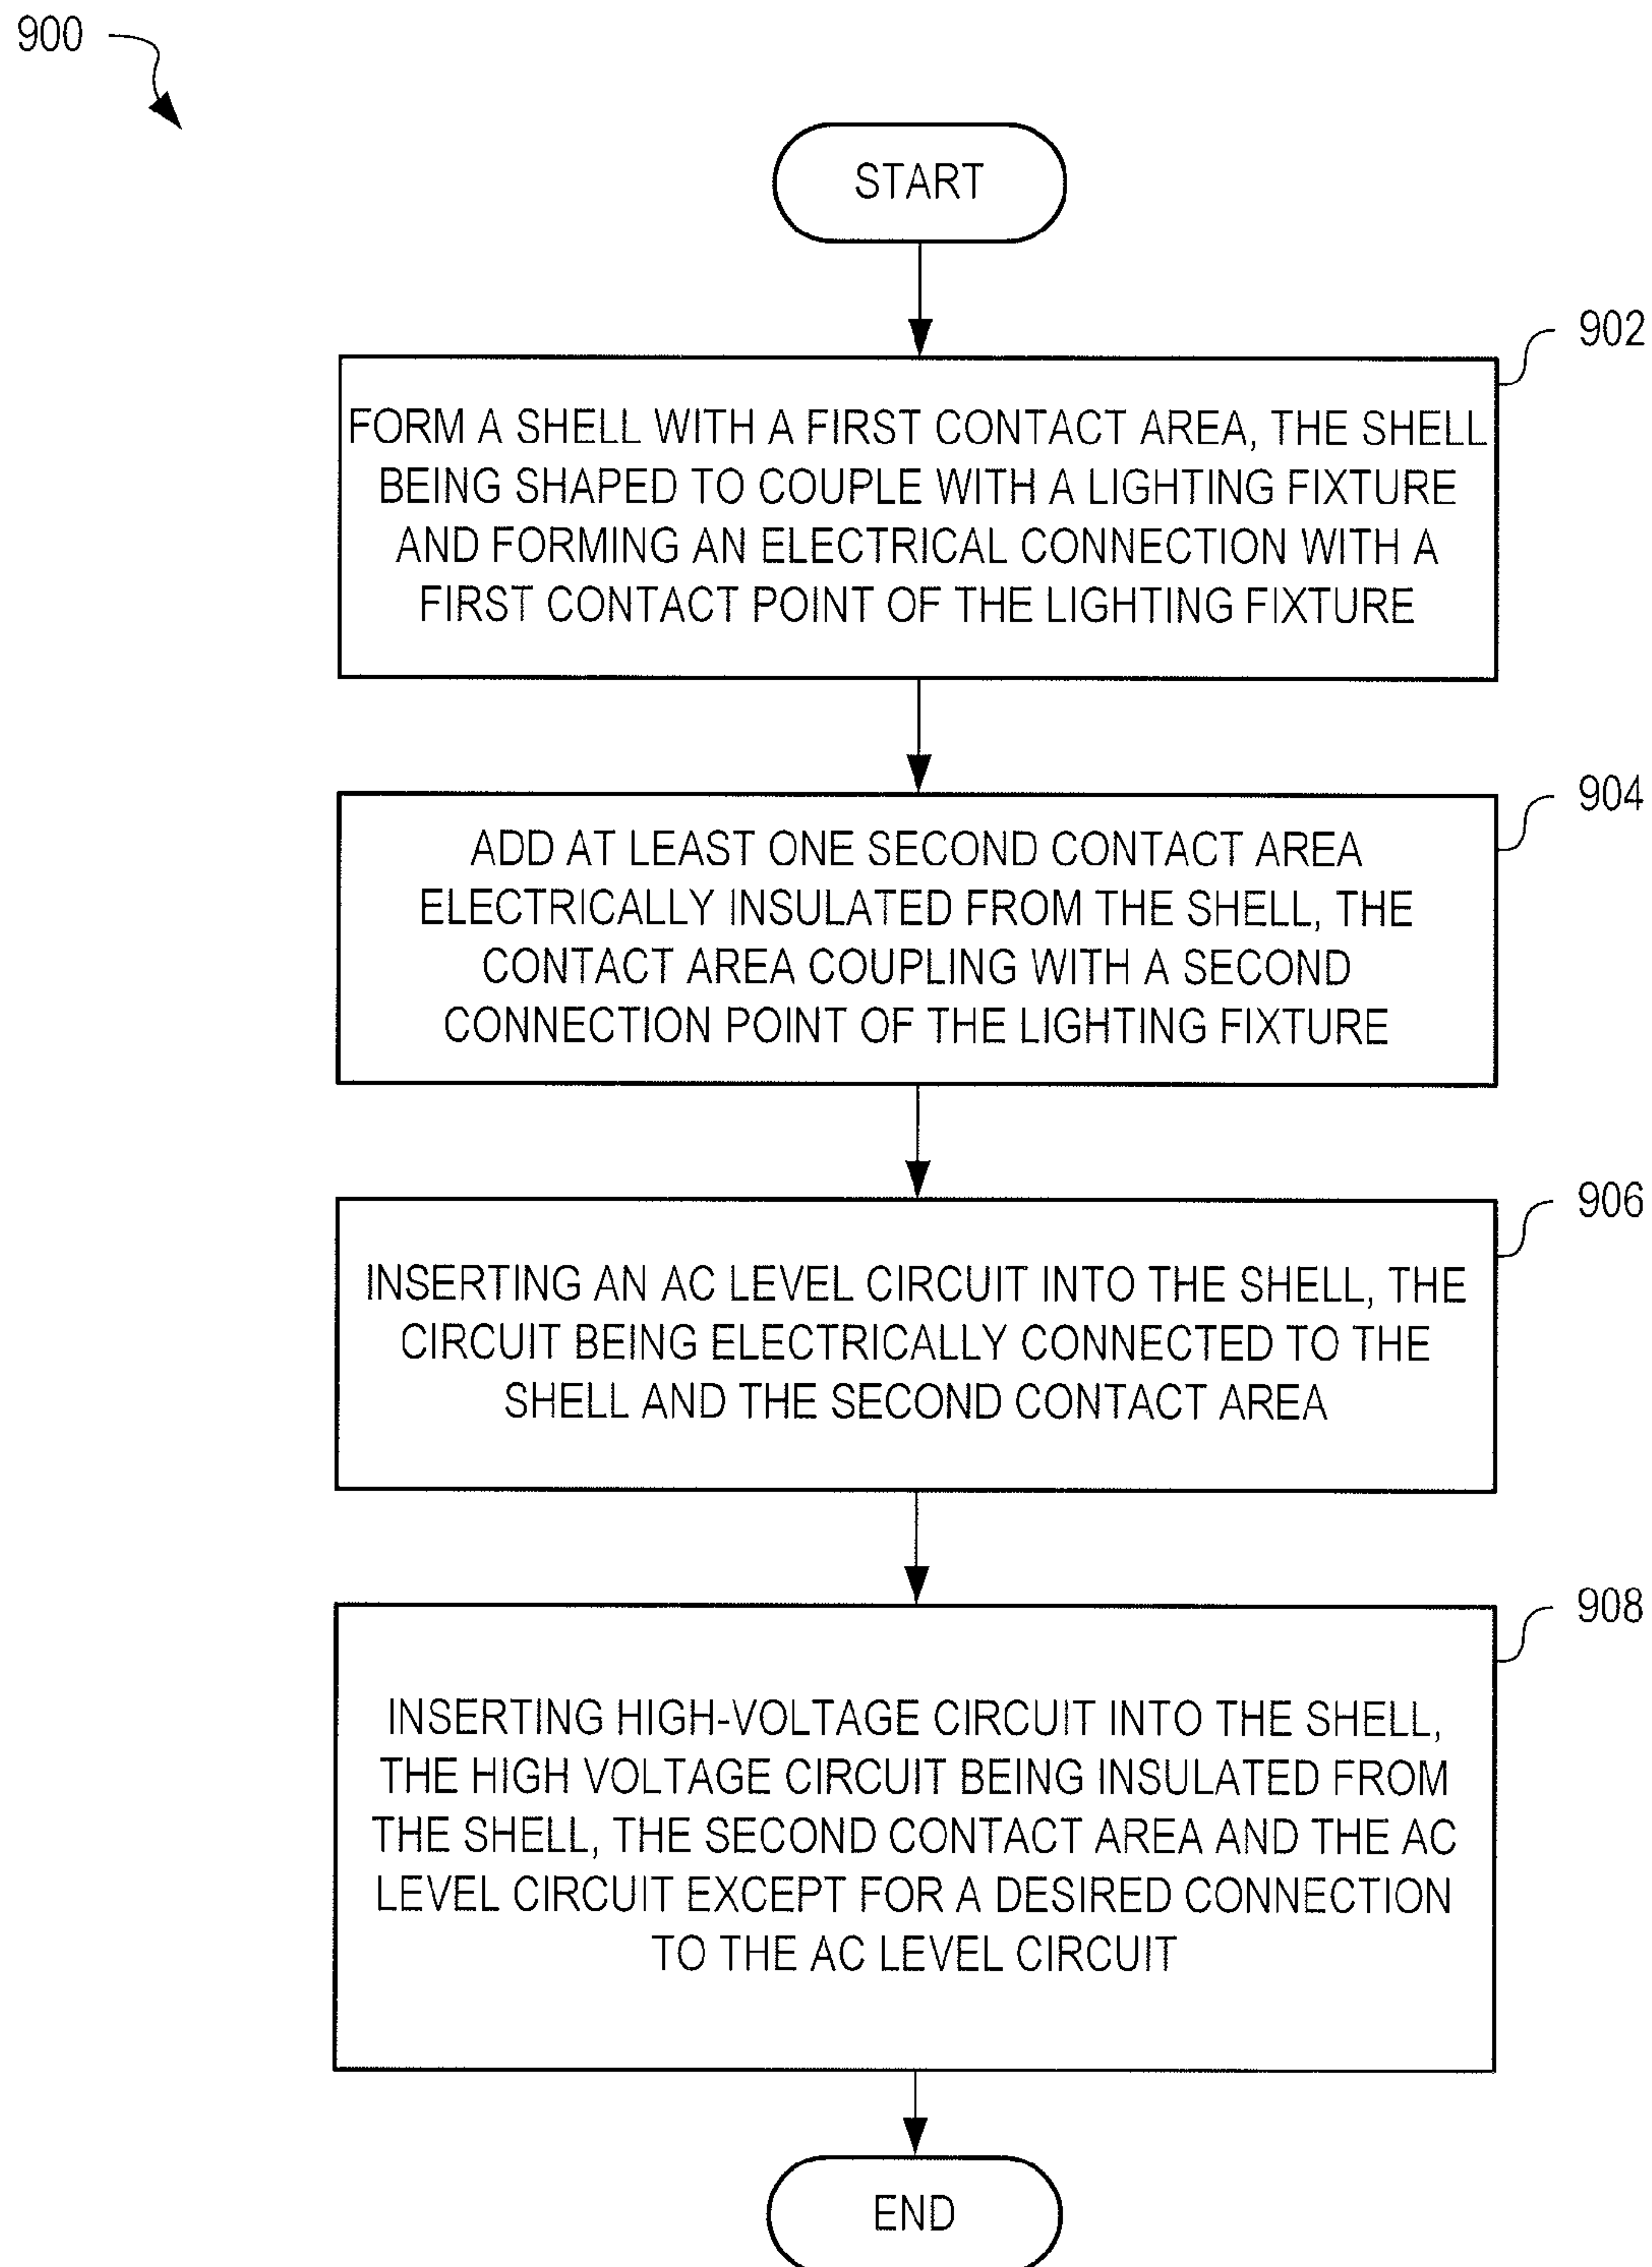 900
START
902
FORM A SHELL WITH A FIRST CONTACT AREA, THE SHELL
BEING SHAPED TO COUPLE WITH A LIGHTING FIXTURE
AND FORMING AN ELECTRICAL CONNECTION WITH A
FIRST CONTACT POINT OF THE LIGHTING FIXTURE
904
ADD AT LEAST ONE SECOND CONTACT AREA
ELECTRICALLY INSULATED FROM THE SHELL, THE
CONTACT AREA COUPLING WITH A SECOND
CONNECTION POINT OF THE LIGHTING FIXTURE
906
INSERTING AN AC LEVEL CIRCUIT INTO THE SHELL, THE
CIRCUIT BEING ELECTRICALLY CONNECTED TO THE
SHELL AND THE SECOND CONTACT AREA
908
INSERTING HIGH-VOLTAGE CIRCUIT INTO THE SHELL,
THE HIGH VOLTAGE CIRCUIT BEING INSULATED FROM
THE SHELL, THE SECOND CONTACT AREA AND THE AC
LEVEL CIRCUIT EXCEPT FOR A DESIRED CONNECTION
TO THE AC LEVEL CIRCUIT
END